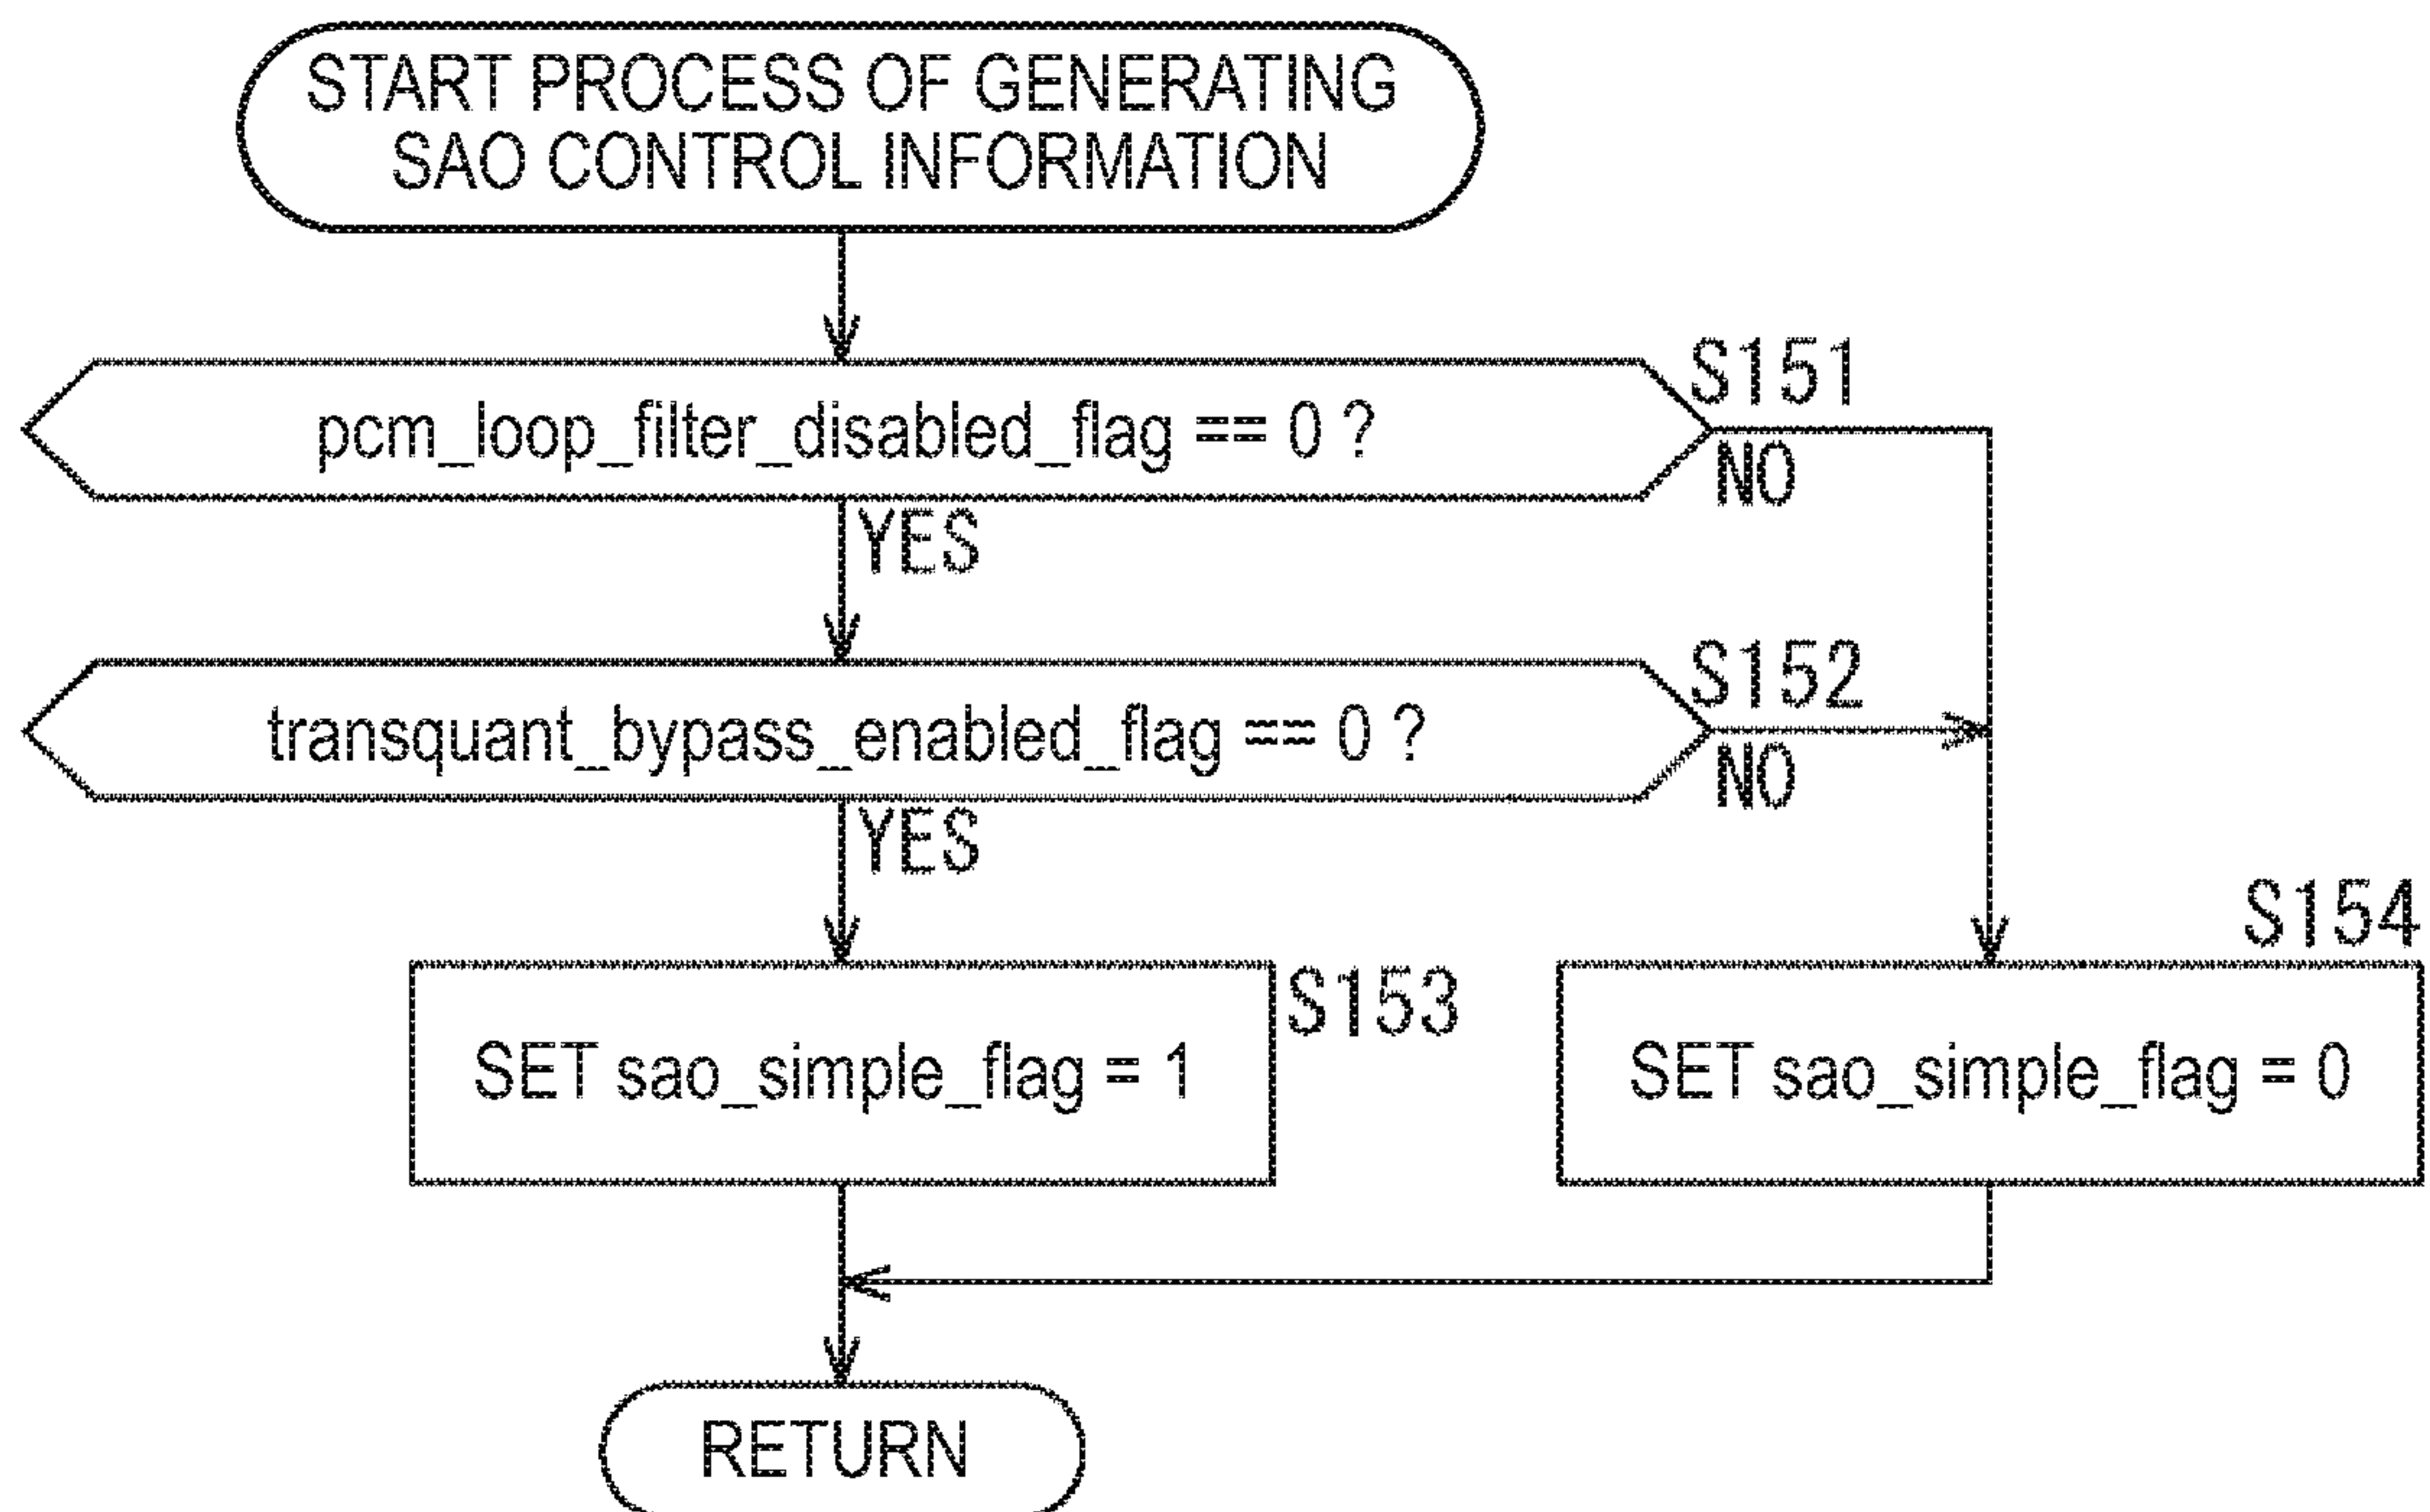 START PROCESS OF GENERATING
SAO CONTROL INFORMATION
S151
pcm_loop_filter_disabled_flag == 0 ?
NO
YES
S152
transquant_bypass_enabled_flag == 0 ?
NO
YES
S154
S153
SET sao_simple_flag = 1
SET sao_simple_flag = 0
RETURN